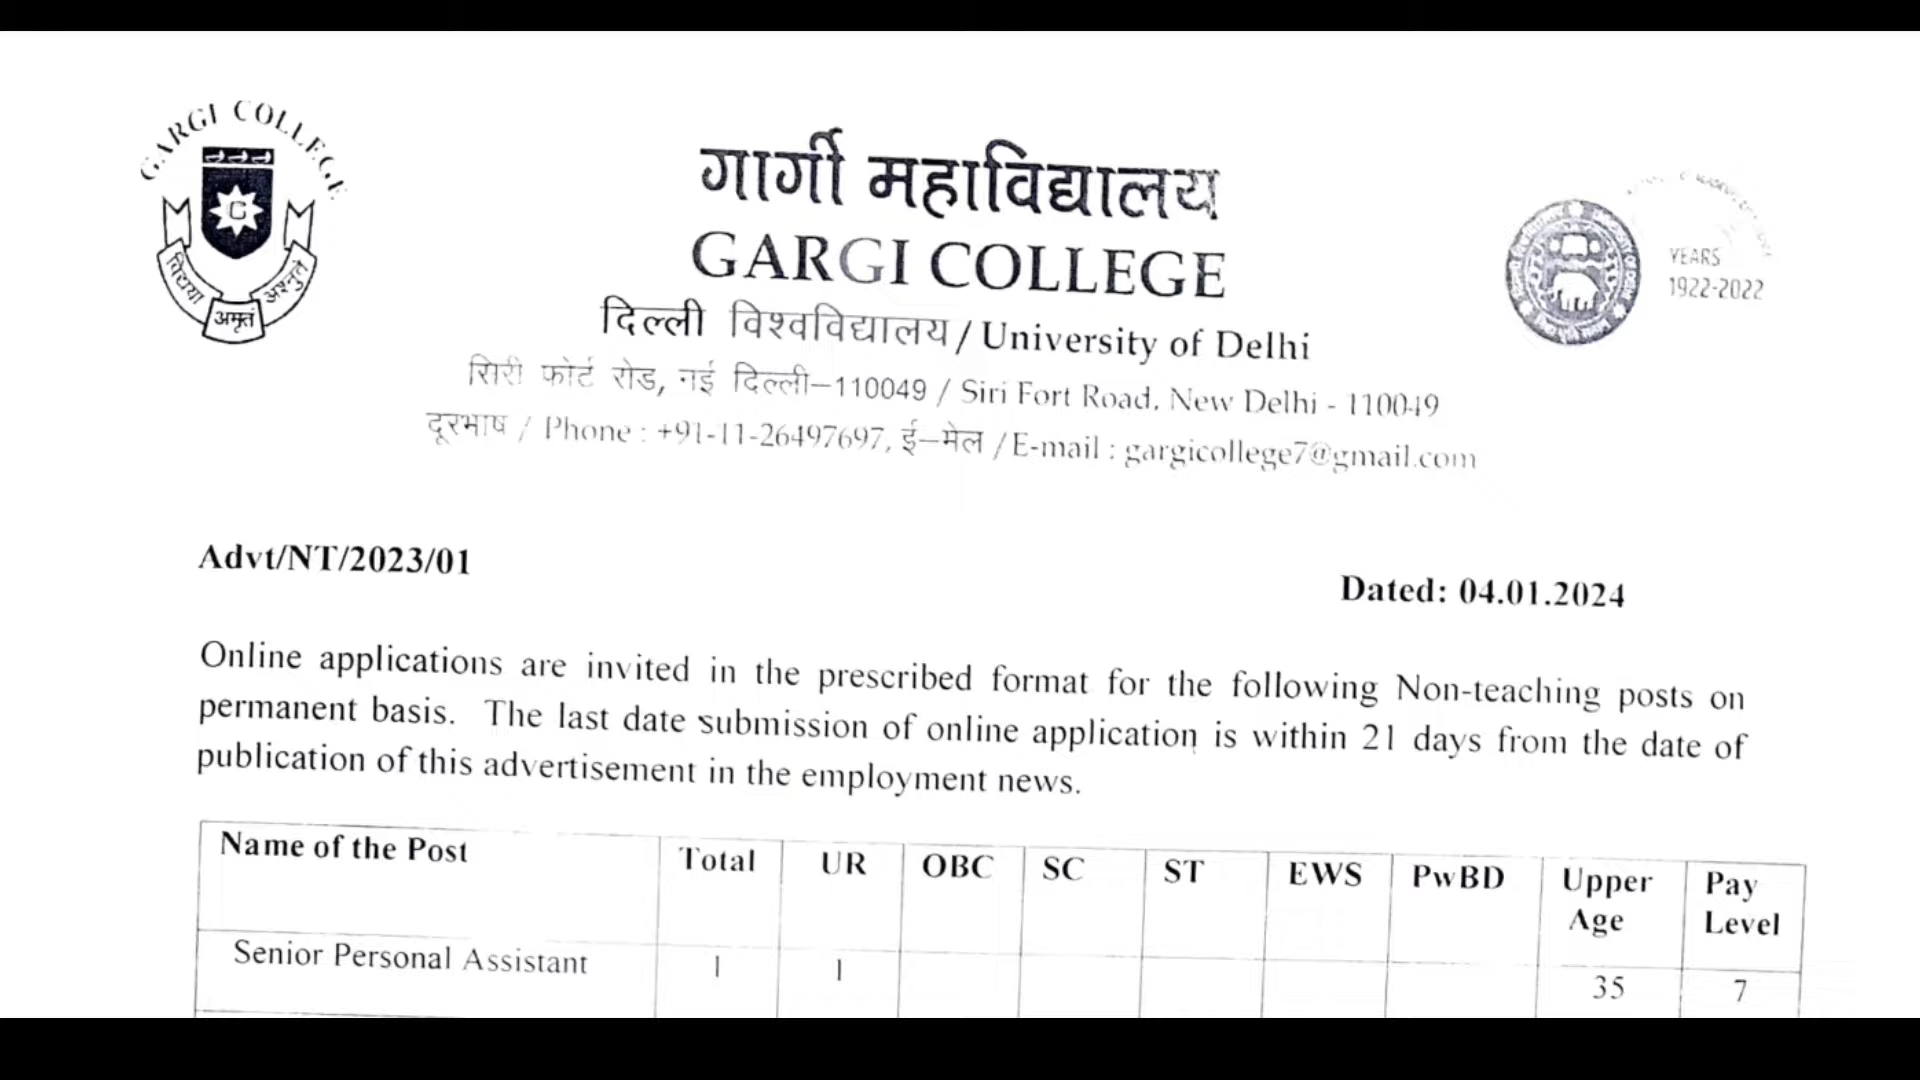 GARGI COLLEGE
G
विद्यया
अमृतं
अश्नुते
गार्गी महाविद्यालय
GARGI COLLEGE
दिल्ली विश्वविद्यालय / University of Delhi
सिरी फोर्ट रोड, नई दिल्ली–110049 / Siri Fort Road, New Delhi - 110049
दूरभाष / Phone : +91-11-26497697, ई–मेल / E-mail : gargicollege7@gmail.com
YEARS
1922-2022
Advt/NT/2023/01
Dated: 04.01.2024
Online applications are invited in the prescribed format for the following Non-teaching posts on
permanent basis. The last date submission of online application is within 21 days from the date of
publication of this advertisement in the employment news.
Name of the Post Total UR OBC SC ST EWS PwBD Upper Age Pay Level
Senior Personal Assistant 1 1 35 7